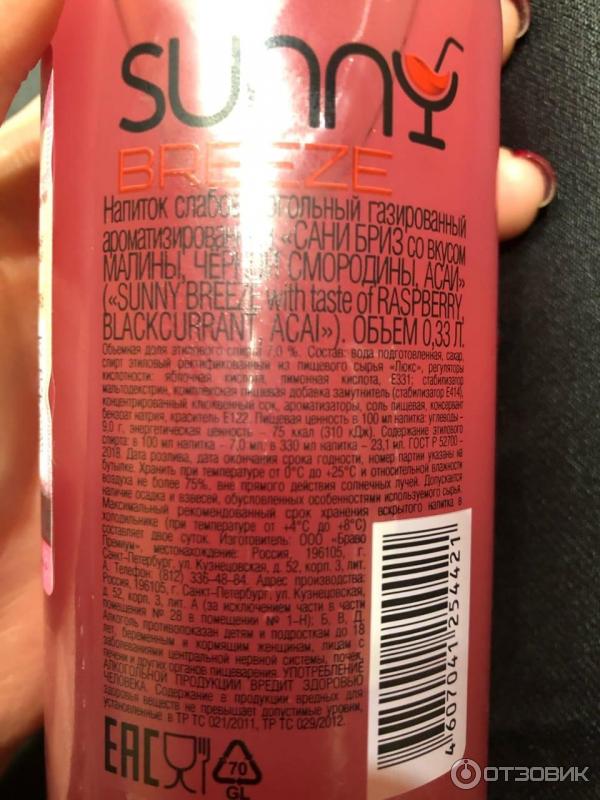 sunny
BREEZE
Напиток слабоалкогольный газированный
ароматизированный «САНИ БРИЗ со вкусом
МАЛИНЫ, ЧЕРНОЙ СМОРОДИНЫ, АСАИ»
(«SUNNY BREEZE with taste of RASPBERRY,
BLACKCURRANT, ACAI»). ОБЪЕМ 0,33 Л.
Объемная доля этилового спирта 7,0 %. Состав: вода подготовленная, сахар,
спирт этиловый ректификованный из пищевого сырья «Люкс», регуляторы
кислотности: яблочная кислота, лимонная кислота, Е331; стабилизатор
мальтодекстрин, комплексная пищевая добавка замутнитель (стабилизатор Е414),
концентрированный клюквенный сок, ароматизаторы, соль пищевая, консервант
бензоат натрия, краситель Е122. Пищевая ценность в 100 мл напитка: углеводы -
9,0 г, энергетическая ценность – 75 ккал (310 кДж). Содержание этилового
спирта: в 100 мл напитка – 7,0 мл, в 330 мл напитка – 23,1 мл. ГОСТ Р 52700 -
2018. Дата розлива, дата окончания срока годности, номер партии указаны на
бутылке. Хранить при температуре от 0°С до +25°С и относительной влажности
воздуха не более 75%, вне прямого действия солнечных лучей. Допускается
наличие осадка и взвесей, обусловленных особенностями используемого сырья.
Максимальный рекомендованный срок хранения вскрытого напитка в
холодильнике (при температуре от +4°С до +8°С)
составляет двое суток. Изготовитель: ООО «Браво
Премиум», местонахождение: Россия, 196105, г.
Санкт-Петербург, ул. Кузнецовская, д. 52, корп. 3, лит.
А. Телефон: (812) 336-48-84. Адрес производства:
Россия, 196105, г. Санкт-Петербург, ул. Кузнецовская,
д. 52, корп. 3, лит. А (за исключением части в части
помещения № 28 в помещении № 1-Н); Б, В, Д.
Алкоголь противопоказан детям и подросткам до 18
лет, беременным и кормящим женщинам, лицам с
заболеваниями центральной нервной системы, почек,
печени и других органов пищеварения. УПОТРЕБЛЕНИЕ
АЛКОГОЛЬНОЙ ПРОДУКЦИИ ВРЕДИТ ЗДОРОВЬЮ
ЧЕЛОВЕКА. Содержание в продукции вредных для
здоровья веществ не превышает допустимые уровни,
установленные в ТР ТС 021/2011, ТР ТС 029/2012.
4 607041 254421
EAC 70
GL
ОТЗОВИК